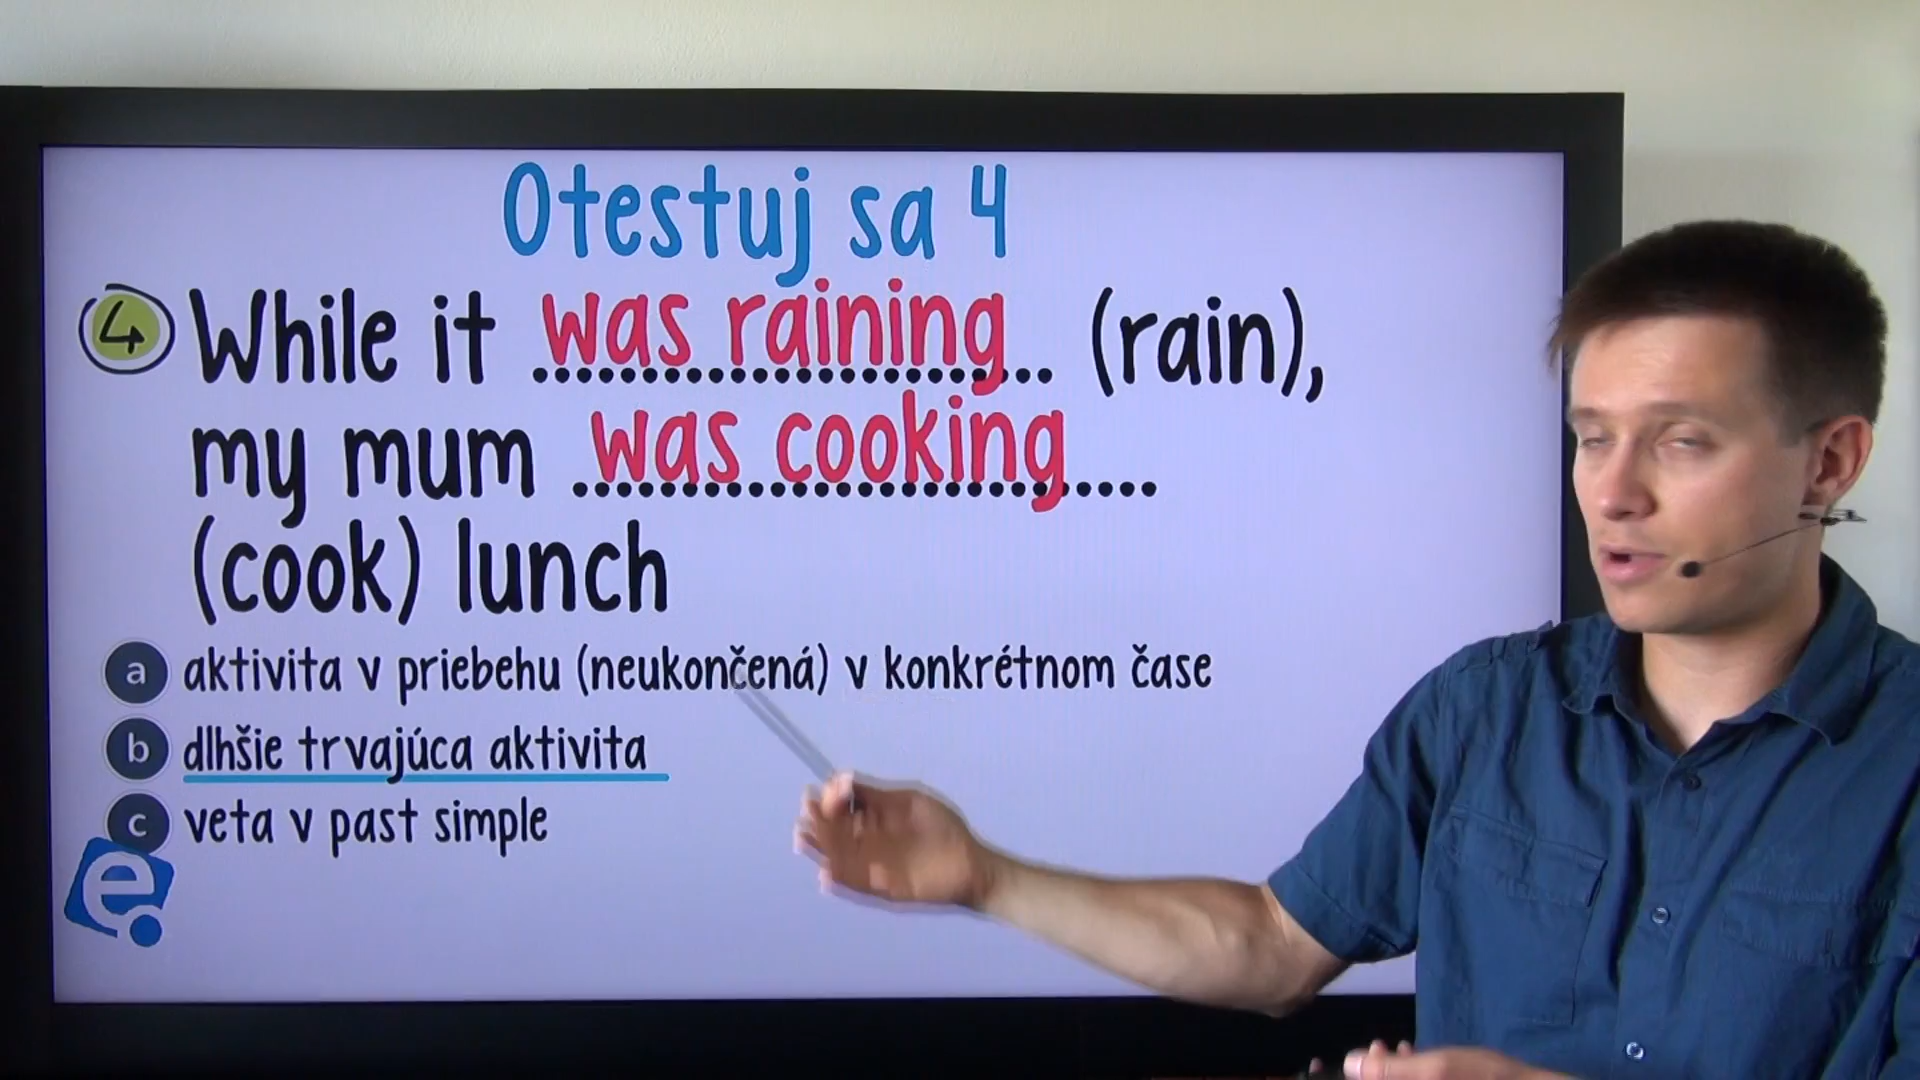 Otestuj sa 4
4 While it was raining (rain),
my mum was cooking
(cook) lunch
a aktivita v priebehu (neukončená) v konkrétnom čase
b dlhšie trvajúca aktivita
c veta v past simple
e